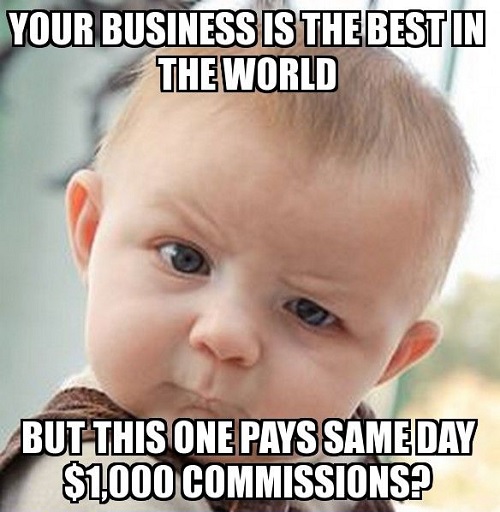 YOUR BUSINESS IS THE BEST IN
THE WORLD
BUT THIS ONE PAYS SAME DAY
$1,000 COMMISSIONS?